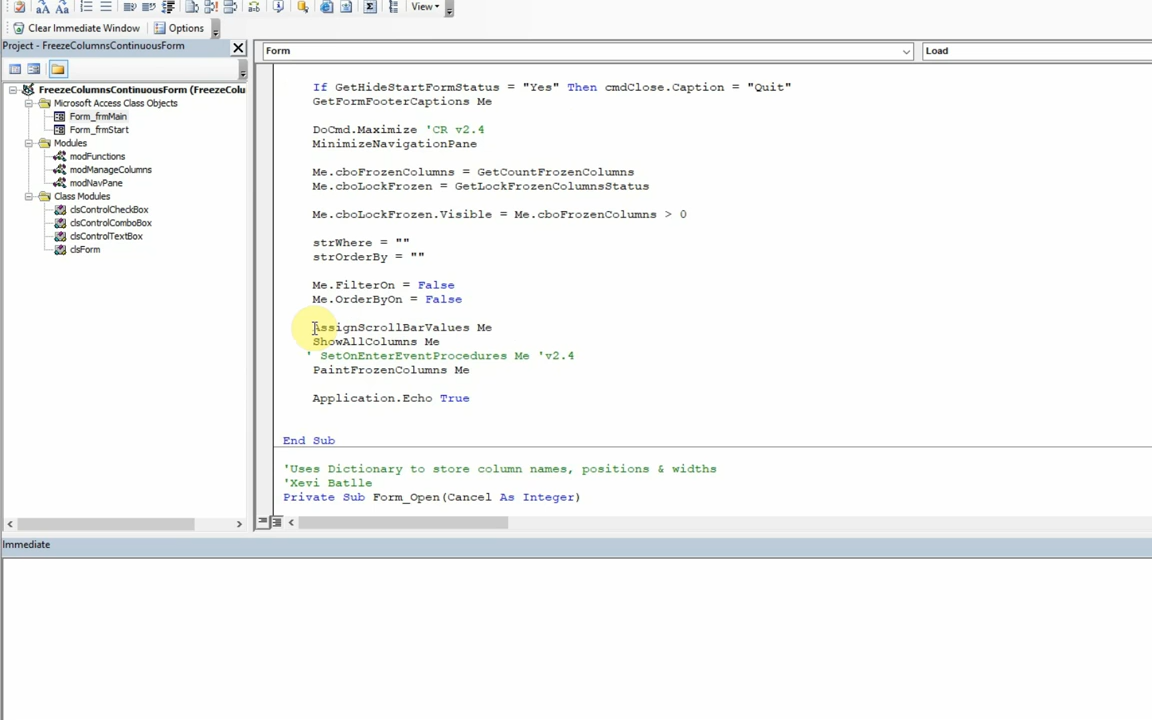 View
Clear Immediate Window
Options
Project - FreezeColumnsContinuousForm
Form
Load
FreezeColumnsContinuousForm (FreezeColu
Microsoft Access Class Objects
Form_frmMain
Form_frmStart
Modules
modFunctions
modManageColumns
modNavPane
Class Modules
clsControlCheckBox
clsControlComboBox
clsControlTextBox
clsForm
If GetHideStartFormStatus = "Yes" Then cmdClose.Caption = "Quit"
GetFormFooterCaptions Me
DoCmd.Maximize 'CR v2.4
MinimizeNavigationPane
Me.cboFrozenColumns = GetCountFrozenColumns
Me.cboLockFrozen = GetLockFrozenColumnsStatus
Me.cboLockFrozen.Visible = Me.cboFrozenColumns > 0
strWhere = ""
strOrderBy = ""
Me.FilterOn = False
Me.OrderByOn = False
AssignScrollBarValues Me
ShowAllColumns Me
' SetOnEnterEventProcedures Me 'v2.4
PaintFrozenColumns Me
Application.Echo True
End Sub
'Uses Dictionary to store column names, positions & widths
'Xevi Batlle
Private Sub Form_Open(Cancel As Integer)
Immediate